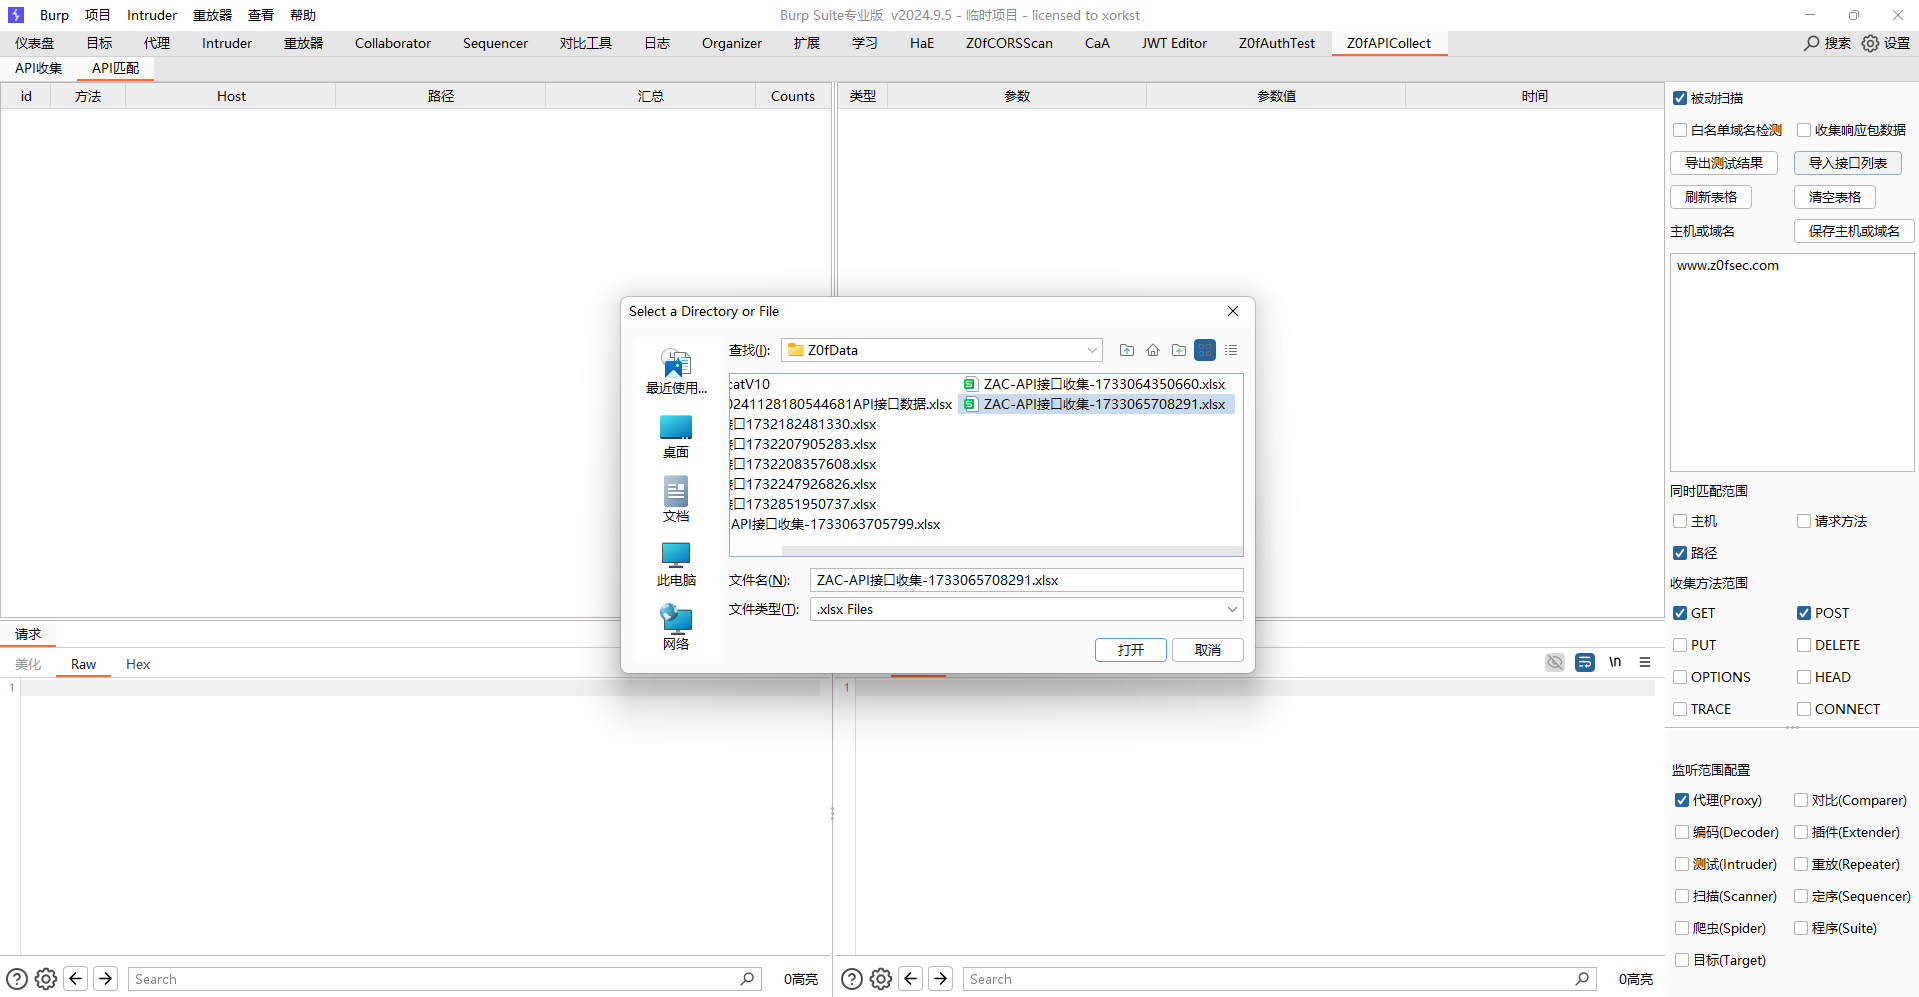 Burp 项目 Intruder 重放器 查看 帮助
Burp Suite专业版 v2024.9.5 - 临时项目 - licensed to xorkst
仪表盘 目标 代理 Intruder 重放器 Collaborator Sequencer 对比工具 日志 Organizer 扩展 学习 HaE Z0fCORSScan CaA JWT Editor Z0fAuthTest Z0fAPICollect 搜索 设置
API收集 API匹配
id 方法 Host 路径 汇总 Counts
类型 参数 参数值 时间
被动扫描
白名单域名检测 收集响应包数据
导出测试结果 导入接口列表
刷新表格 清空表格
主机或域名 保存主机或域名
www.z0fsec.com
同时匹配范围
主机 请求方法
路径
收集方法范围
GET POST
PUT DELETE
OPTIONS HEAD
TRACE CONNECT
监听范围配置
代理(Proxy) 对比(Comparer)
编码(Decoder) 插件(Extender)
测试(Intruder) 重放(Repeater)
扫描(Scanner) 定序(Sequencer)
爬虫(Spider) 程序(Suite)
目标(Target)
Select a Directory or File
查找(I): Z0fData
最近使用...
桌面
文档
此电脑
网络
catV10
0241128180544681API接口数据.xlsx
口1732182481330.xlsx
口1732207905283.xlsx
口1732208357608.xlsx
口1732247926826.xlsx
口1732851950737.xlsx
API接口收集-1733063705799.xlsx
ZAC-API接口收集-1733064350660.xlsx
ZAC-API接口收集-1733065708291.xlsx
文件名(N): ZAC-API接口收集-1733065708291.xlsx
文件类型(T): .xlsx Files
打开 取消
请求
美化 Raw Hex
\n
1
1
Search 0高亮
Search 0高亮